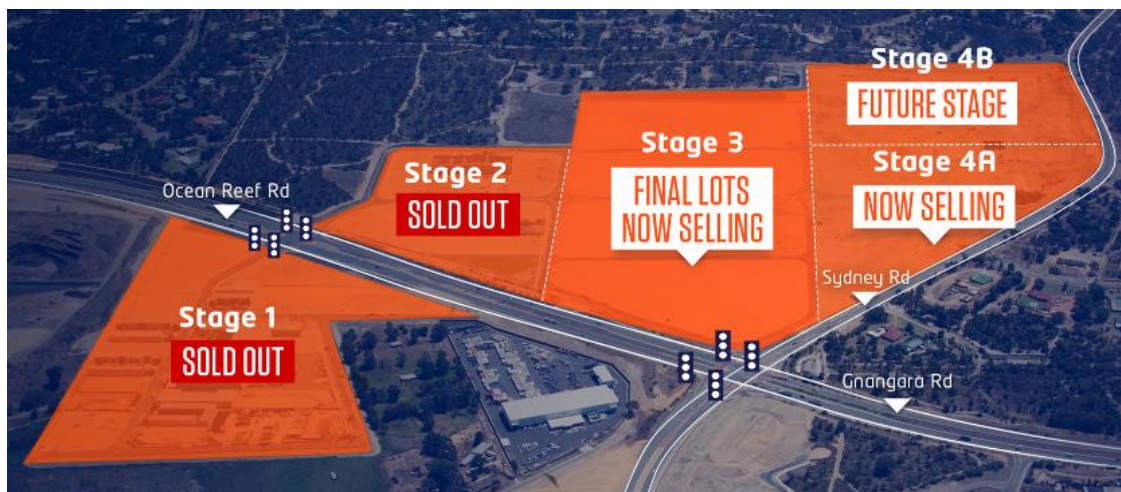 Stage 4B
FUTURE STAGE
Stage 3
FINAL LOTS
NOW SELLING
Stage 4A
NOW SELLING
Stage 2
SOLD OUT
Ocean Reef Rd
Sydney Rd
Stage 1
SOLD OUT
Gnangara Rd